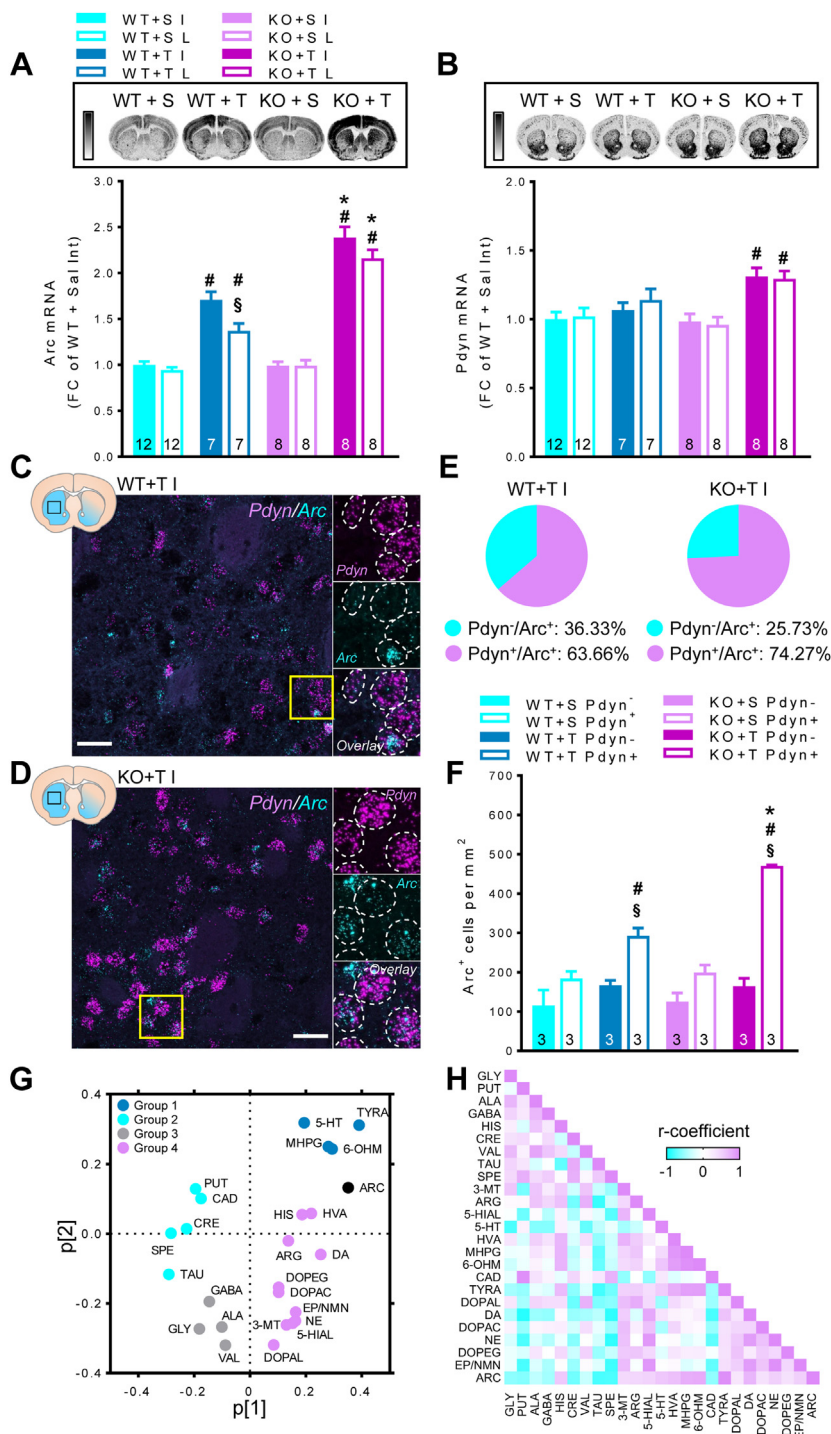 WT+S I
WT+S L
WT+T I
WT+T L
KO+S I
KO+S L
KO+T I
KO+T L
A
WT + S WT + T KO + S KO + T
3.0
2.5
2.0
1.5
1.0
0.5
0.0
Arc mRNA
(FC of WT + Sal Int)
#
#
§
*
#
*
#
12 12 7 7 8 8 8 8
B
WT + S WT + T KO + S KO + T
2.0
1.5
1.0
0.5
0.0
Pdyn mRNA
(FC of WT + Sal Int)
# #
12 12 7 7 8 8 8 8
C
WT+T I
Pdyn/Arc
Pdyn
Arc
Overlay
D
KO+T I
Pdyn/Arc
Pdyn
Arc
Overlay
E
WT+T I KO+T I
Pdyn⁻/Arc⁺: 36.33%
Pdyn⁺/Arc⁺: 63.66%
Pdyn⁻/Arc⁺: 25.73%
Pdyn⁺/Arc⁺: 74.27%
WT+S Pdyn⁻
WT+S Pdyn⁺
WT+T Pdyn-
WT+T Pdyn+
KO+S Pdyn-
KO+S Pdyn+
KO+T Pdyn-
KO+T Pdyn+
F
700
600
500
400
300
200
100
0
Arc⁺ cells per mm²
#
§
*
#
§
3 3 3 3 3 3 3 3
G
Group 1
Group 2
Group 3
Group 4
0.4
0.2
0.0
-0.2
-0.4
p[2]
5-HT
TYRA
MHPG
6-OHM
ARC
PUT
CAD
HIS
HVA
CRE
SPE
ARG
DA
TAU
GABA
DOPEG
DOPAC
EP/NMN
GLY
ALA
3-MT
NE
5-HIAL
VAL
DOPAL
-0.4 -0.2 0.0 0.2 0.4
p[1]
H
r-coefficient
-1 0 1
GLY
PUT
ALA
GABA
HIS
CRE
VAL
TAU
SPE
3-MT
ARG
5-HIAL
5-HT
HVA
MHPG
6-OHM
CAD
TYRA
DOPAL
DA
DOPAC
NE
DOPEG
EP/NMN
ARC
GLY PUT ALA GABA HIS CRE VAL TAU SPE 3-MT ARG 5-HIAL 5-HT HVA MHPG 6-OHM CAD TYRA DOPAL DA DOPAC NE DOPEG EP/NMN ARC